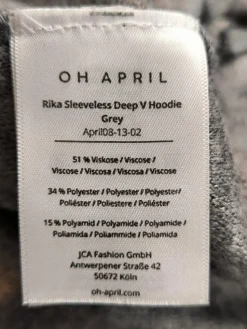 OH APRIL
Rika Sleeveless Deep V Hoodie
Grey
April08-13-02
51 % Viskose / Viscose /
Viscose / Viscosa / Viscosa / Viscose
34 % Polyester / Polyester / Polyester/
Poliéster / Poliestere / Poliéster
15 % Polyamid / Polyamide / Polyamide /
Poliamida / Poliammide / Poliamida
JCA Fashion GmbH
Antwerpener Straße 42
50672 Köln
oh-april.com